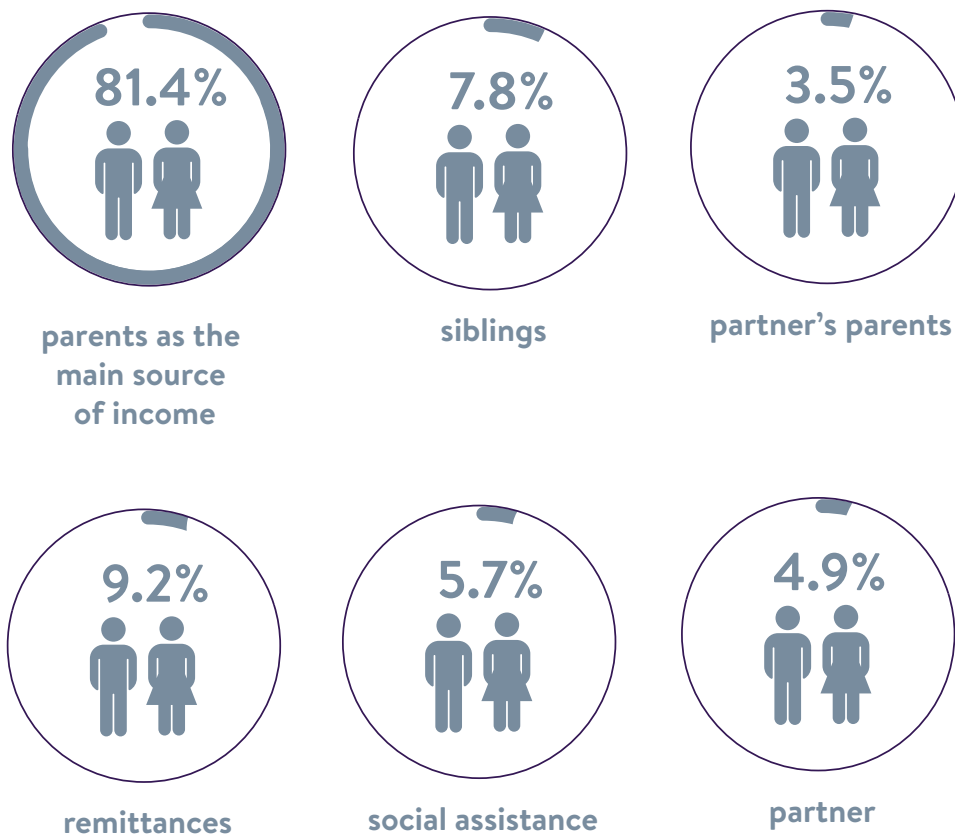 81.4%
parents as the
main source
of income
7.8%
siblings
3.5%
partner’s parents
9.2%
remittances
5.7%
social assistance
4.9%
partner